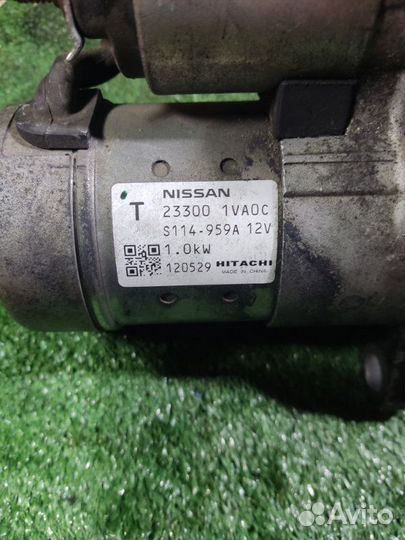 NISSAN
T 23300 1VA0C
S114-959A 12V
1.0kW
120529 HITACHI
MADE IN CHINA
Avito